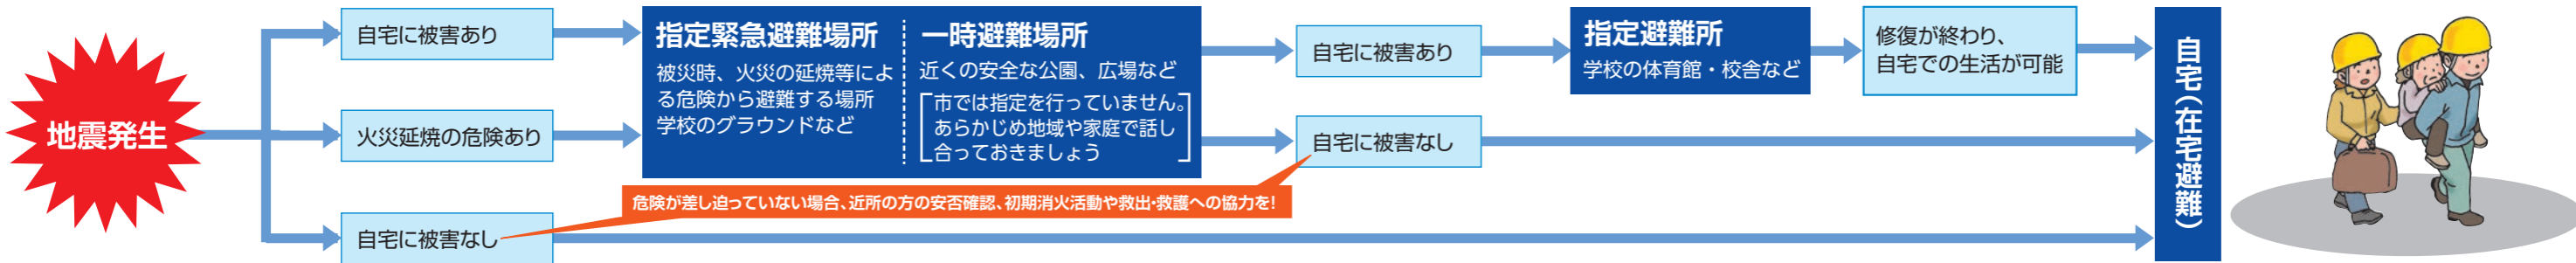 地震発生
自宅に被害あり
火災延焼の危険あり
自宅に被害なし
指定緊急避難場所
被災時、火災の延焼等によ
る危険から避難する場所
学校のグラウンドなど
一時避難場所
近くの安全な公園、広場など
市では指定を行っていません。
あらかじめ地域や家庭で話し
合っておきましょう
危険が差し迫っていない場合、近所の方の安否確認、初期消火活動や救出・救護への協力を!
自宅に被害あり
自宅に被害なし
指定避難所
学校の体育館・校舎など
修復が終わり、
自宅での生活が可能
自宅(在宅避難)